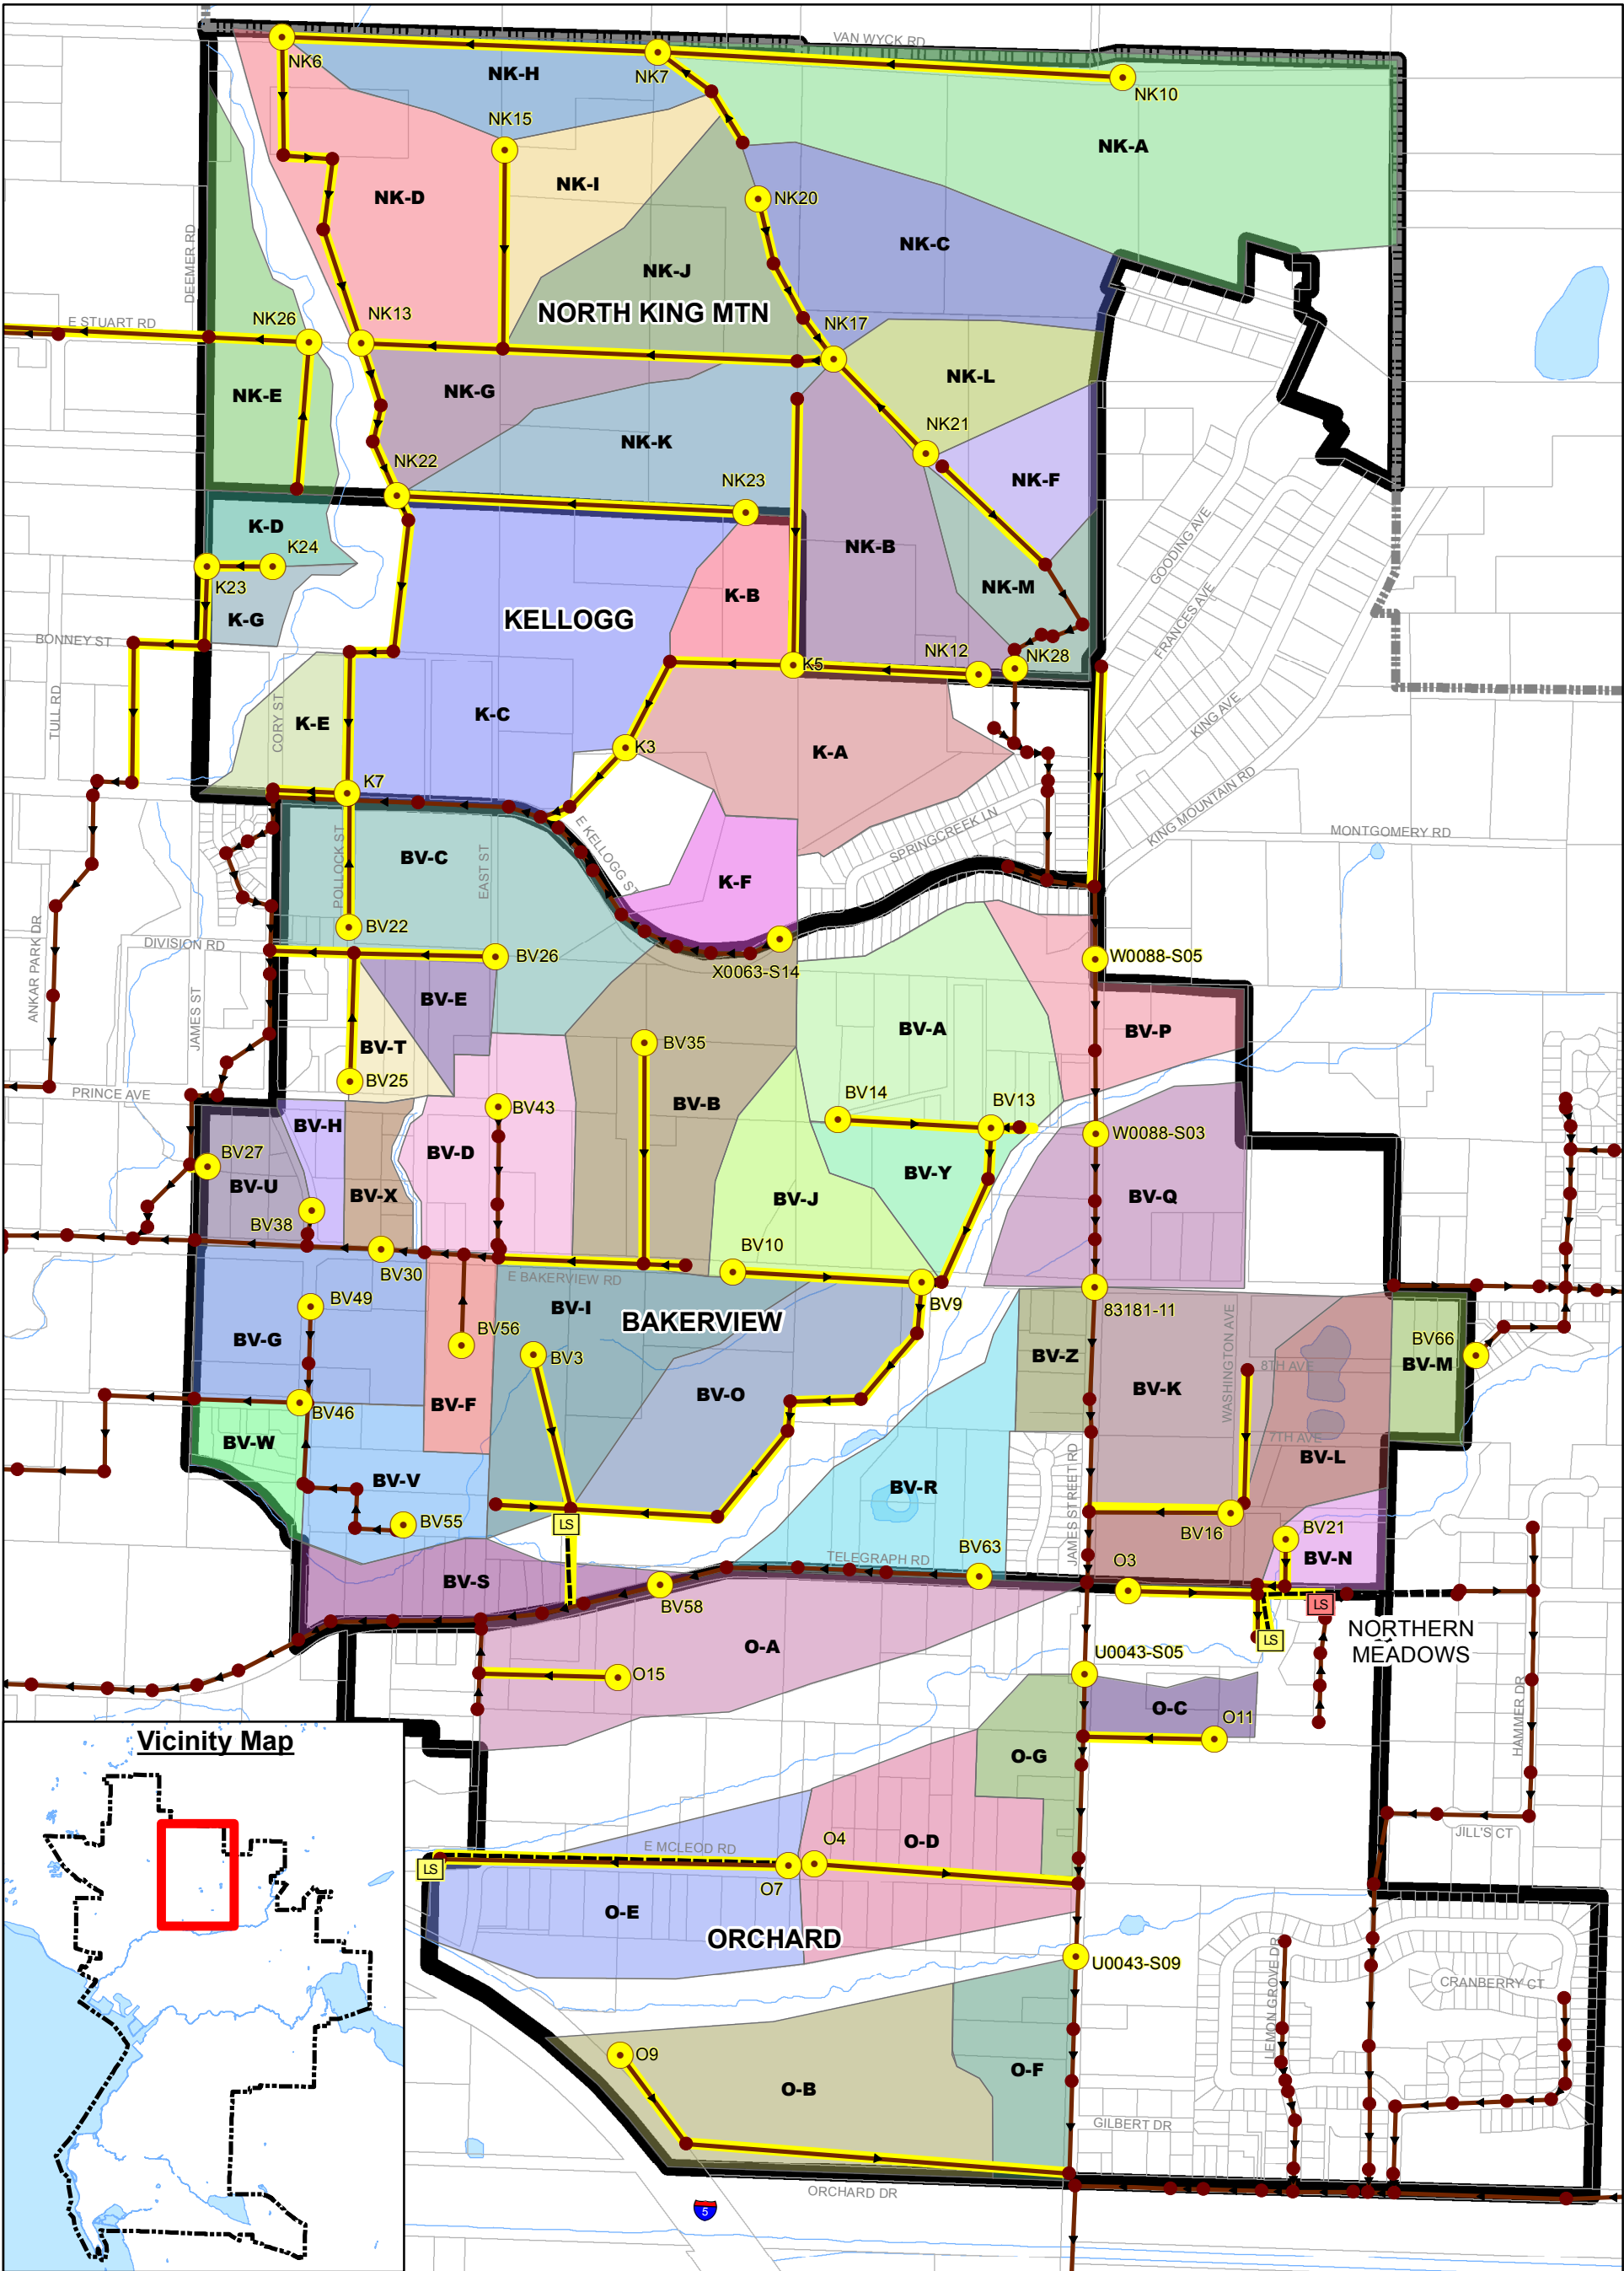 VAN WYCK RD
NK6
NK-H
NK7
NK10
NK15
NK-A
NK-I
NK-D
NK20
NK-C
DEEMER RD
NK-J
NORTH KING MTN
E STUART RD
NK26
NK13
NK17
NK-L
NK-E
NK-G
NK21
NK-K
NK22
NK-F
NK23
K-D
K24
NK-B
GOODING AVE
K23
NK-M
K-B
K-G
KELLOGG
FRANCES AVE
BONNEY ST
NK12
NK28
K5
TULL RD
CORY ST
K-E
K-C
KING AVE
K3
K-A
K7
KING MOUNTAIN RD
SPRINGCREEK LN
MONTGOMERY RD
POLLOCK ST
E KELLOGG ST
BV-C
EAST ST
K-F
ANKAR PARK DR
BV22
DIVISION RD
BV26
X0063-S14
W0088-S05
JAMES ST
BV-E
BV-A
BV-P
BV-T
BV35
BV25
PRINCE AVE
BV43
BV-B
BV14
BV13
BV-H
W0088-S03
BV27
BV-D
BV-Y
BV-U
BV-X
BV-J
BV-Q
BV38
BV10
BV30
E BAKERVIEW RD
BV9
BV49
BV-I
BAKERVIEW
83181-11
WASHINGTON AVE
BV-G
BV56
BV3
BV-Z
BV66
BV-M
8TH AVE
BV-K
BV-O
BV-F
BV46
BV-W
7TH AVE
BV-L
BV-V
BV-R
JAMES STREET RD
BV55
LS
BV16
BV21
BV63
TELEGRAPH RD
O3
BV-N
BV-S
BV58
LS
LS
NORTHERN
MEADOWS
O-A
U0043-S05
O15
O-C
O11
HAMMER DR
Vicinity Map
O-G
JILL'S CT
E MCLEOD RD
O4
O-D
LS
O7
O-E
ORCHARD
U0043-S09
LEMON GROVE DR
CRANBERRY CT
O9
O-F
O-B
GILBERT DR
ORCHARD DR
5